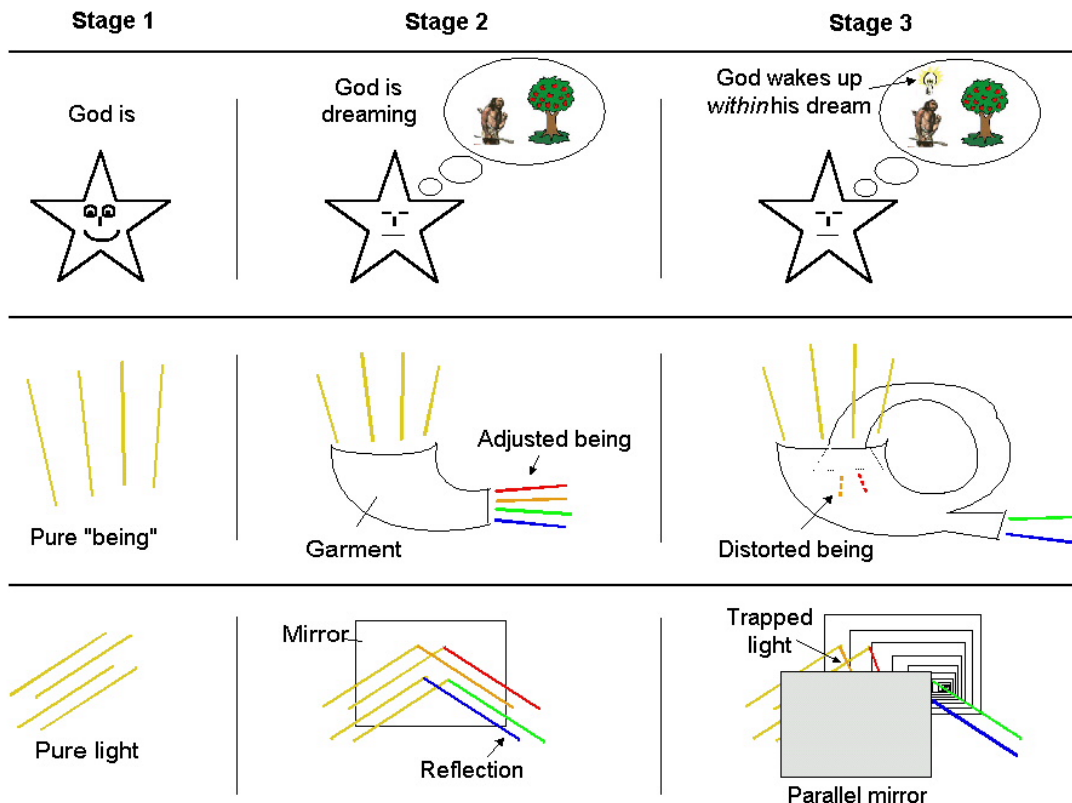 Stage 1
Stage 2
Stage 3
God is
God is
dreaming
God wakes up
within his dream
Pure "being"
Adjusted being
Garment
Distorted being
Pure light
Mirror
Reflection
Trapped
light
Parallel mirror